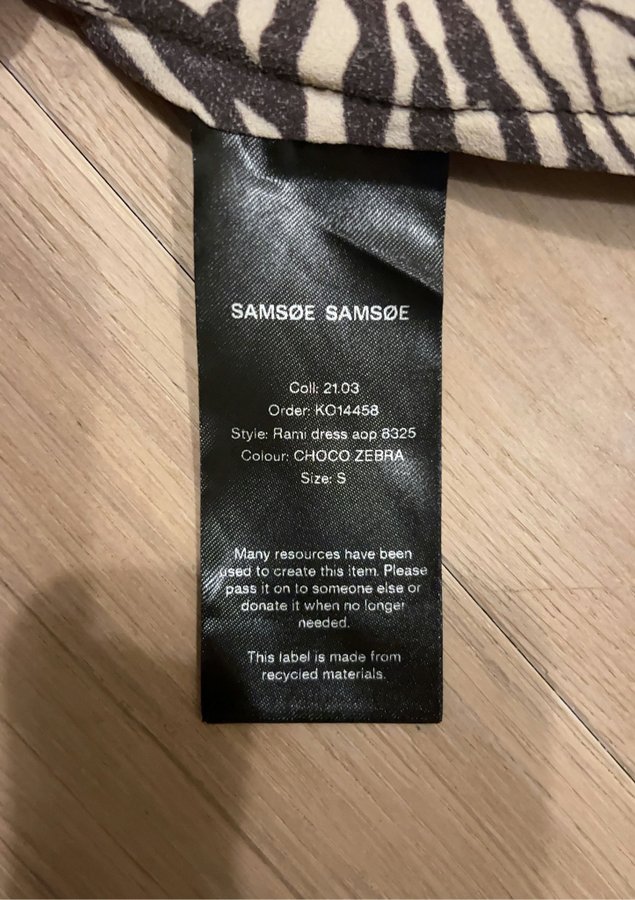 SAMSØE SAMSØE
Coll: 21.03
Order: KO14458
Style: Rami dress aop 8325
Colour: CHOCO ZEBRA
Size: S
Many resources have been
used to create this item. Please
pass it on to someone else or
donate it when no longer
needed.
This label is made from
recycled materials.